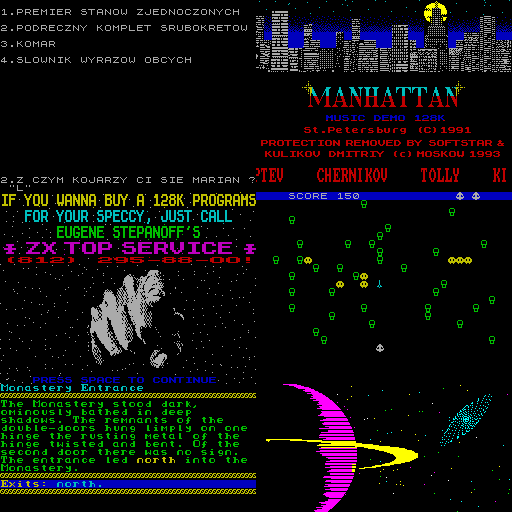 1.PREMIER STANOW ZJEDNOCZONYCH
2.PODRECZNY KOMPLET SRUBOKRETOW
3.KOMAR
4.SLOWNIK WYRAZOW OBCYCH
2.Z CZYM KOJARZY CI SIE MARIAN ?
"L"
MANHATTAN
MUSIC DEMO 128K
St.Petersburg (C)1991
PROTECTION REMOVED BY SOFTSTAR &
KULIKOV DMITRIY (c) MOSKOW 1993
PTEV CHERNIKOV TOLLY KI
IF YOU WANNA BUY A 128K PROGRAMS
FOR YOUR SPECCY, JUST CALL
EUGENE STEPANOFF'S
ZX TOP SERVICE
(812) 295-88-00!
PRESS SPACE TO CONTINUE
SCORE 150
Monastery Entrance
The Monastery stood dark,
ominously bathed in deep
shadows. The remnants of the
double-doors hung limply on one
hinge the rusting metal of the
hinge twisted and bent. Of the
second door there was no sign.
The entrance led north into the
Monastery.
Exits: north.